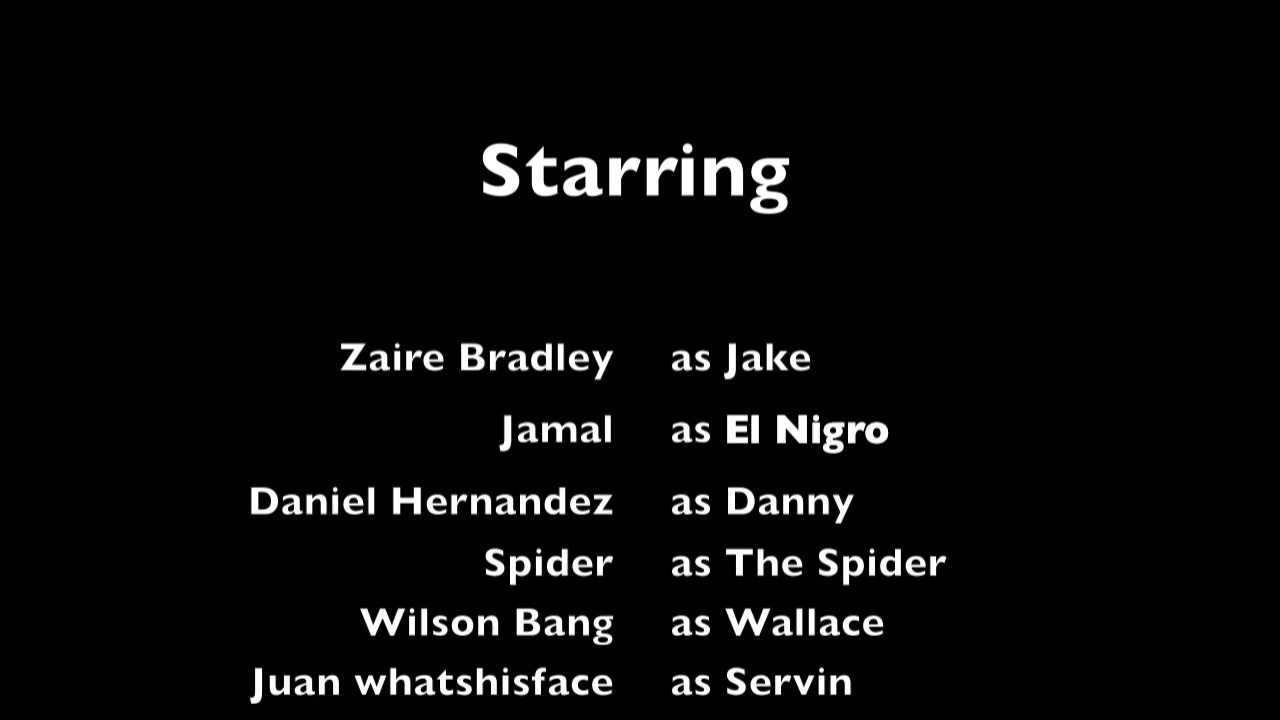 Starring
Zaire Bradley as Jake
Jamal as El Nigro
Daniel Hernandez as Danny
Spider as The Spider
Wilson Bang as Wallace
Juan whatshisface as Servin